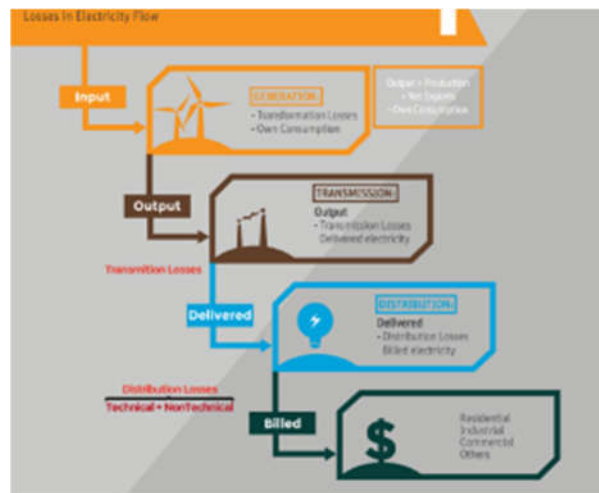 Losses in Electricity Flow
Input
GENERATION:
- Transformation Losses
- Own Consumption
Output = Production
+ Net Exports
- Own Consumption
Output
TRANSMISSION:
Output
- Transmission Losses
Delivered electricity
Transmition Losses
Delivered
DISTRIBUTION:
Delivered
- Distribution Losses
Billed electricity
Distribution Losses
Technical + NonTechnical
Billed
$
Residential
Industrial
Commercial
Others